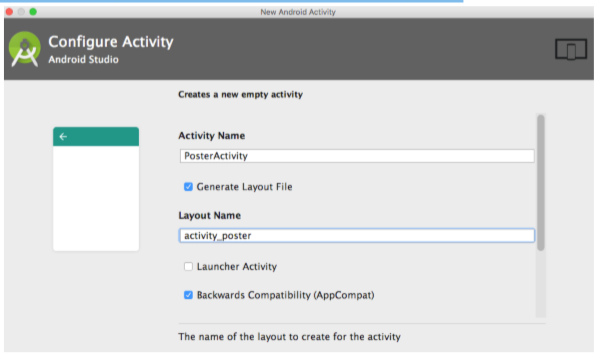 New Android Activity
Configure Activity
Android Studio
Creates a new empty activity
Activity Name
PosterActivity
Generate Layout File
Layout Name
activity_poster
Launcher Activity
Backwards Compatibility (AppCompat)
The name of the layout to create for the activity